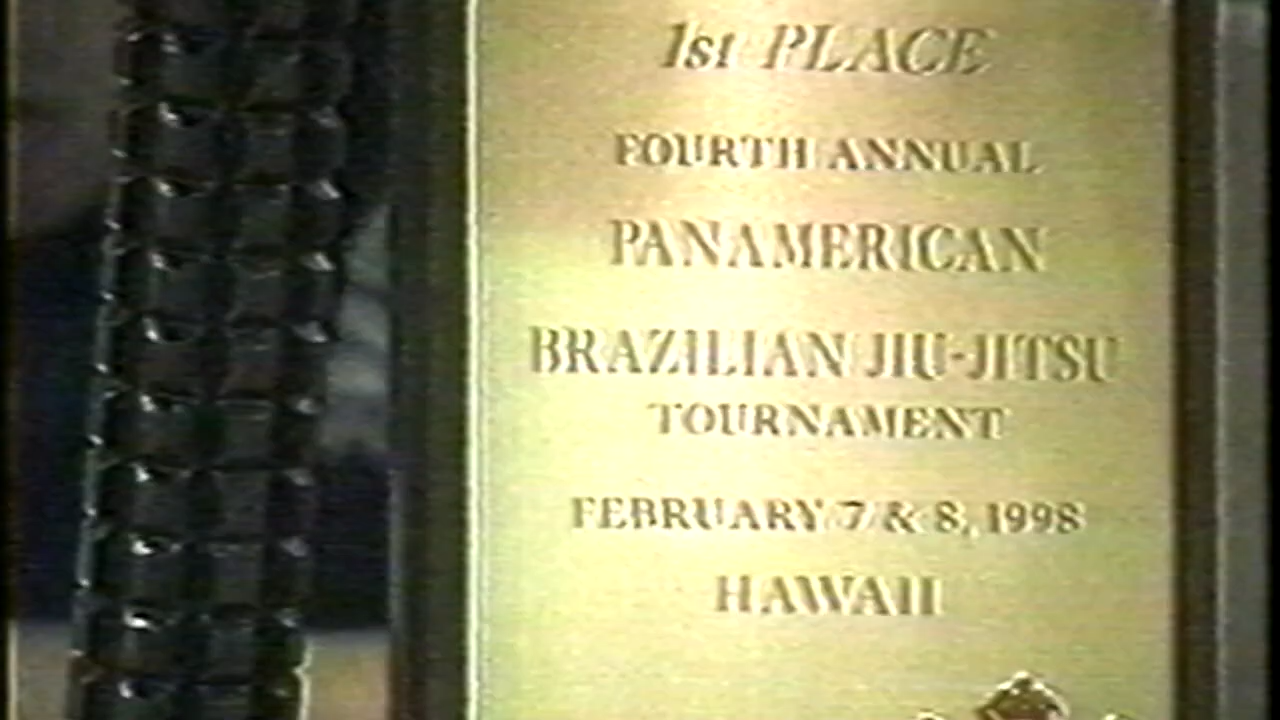 1st PLACE
FOURTH ANNUAL
PANAMERICAN
BRAZILIAN JIU-JITSU
TOURNAMENT
FEBRUARY 7 & 8, 1998
HAWAII